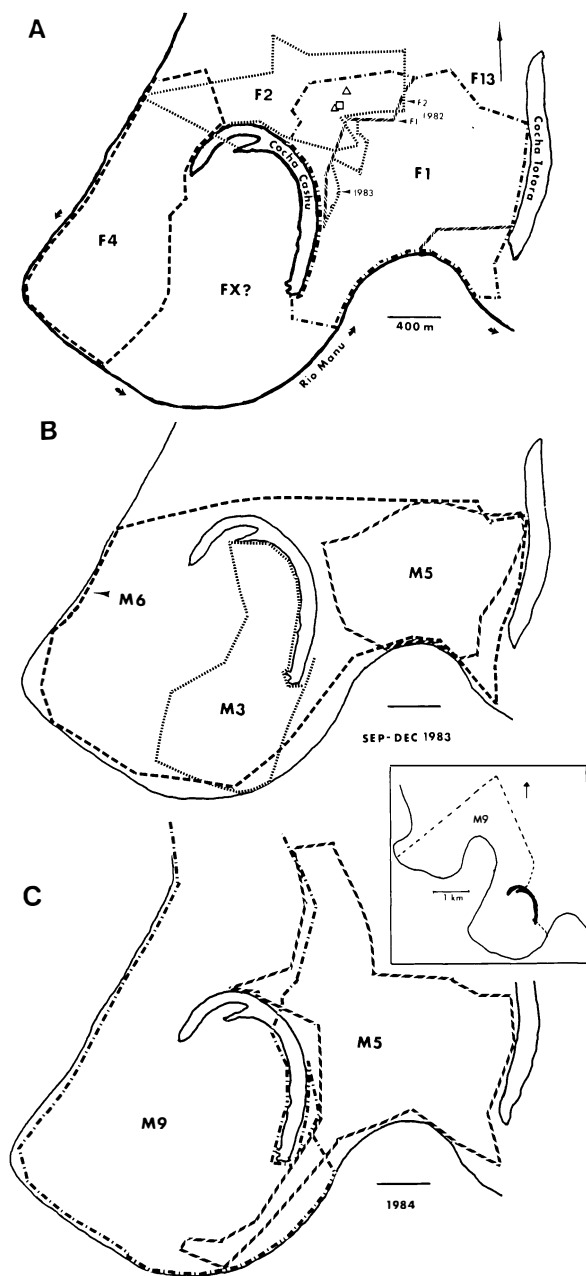 A
F2
F13
F2
1982
F1
Cocha Cashu
Cocha Totora
F1
1983
F4
FX?
400 m
Rio Manu
B
M5
M6
M3
SEP-DEC 1983
M9
1 km
C
M5
M9
1984